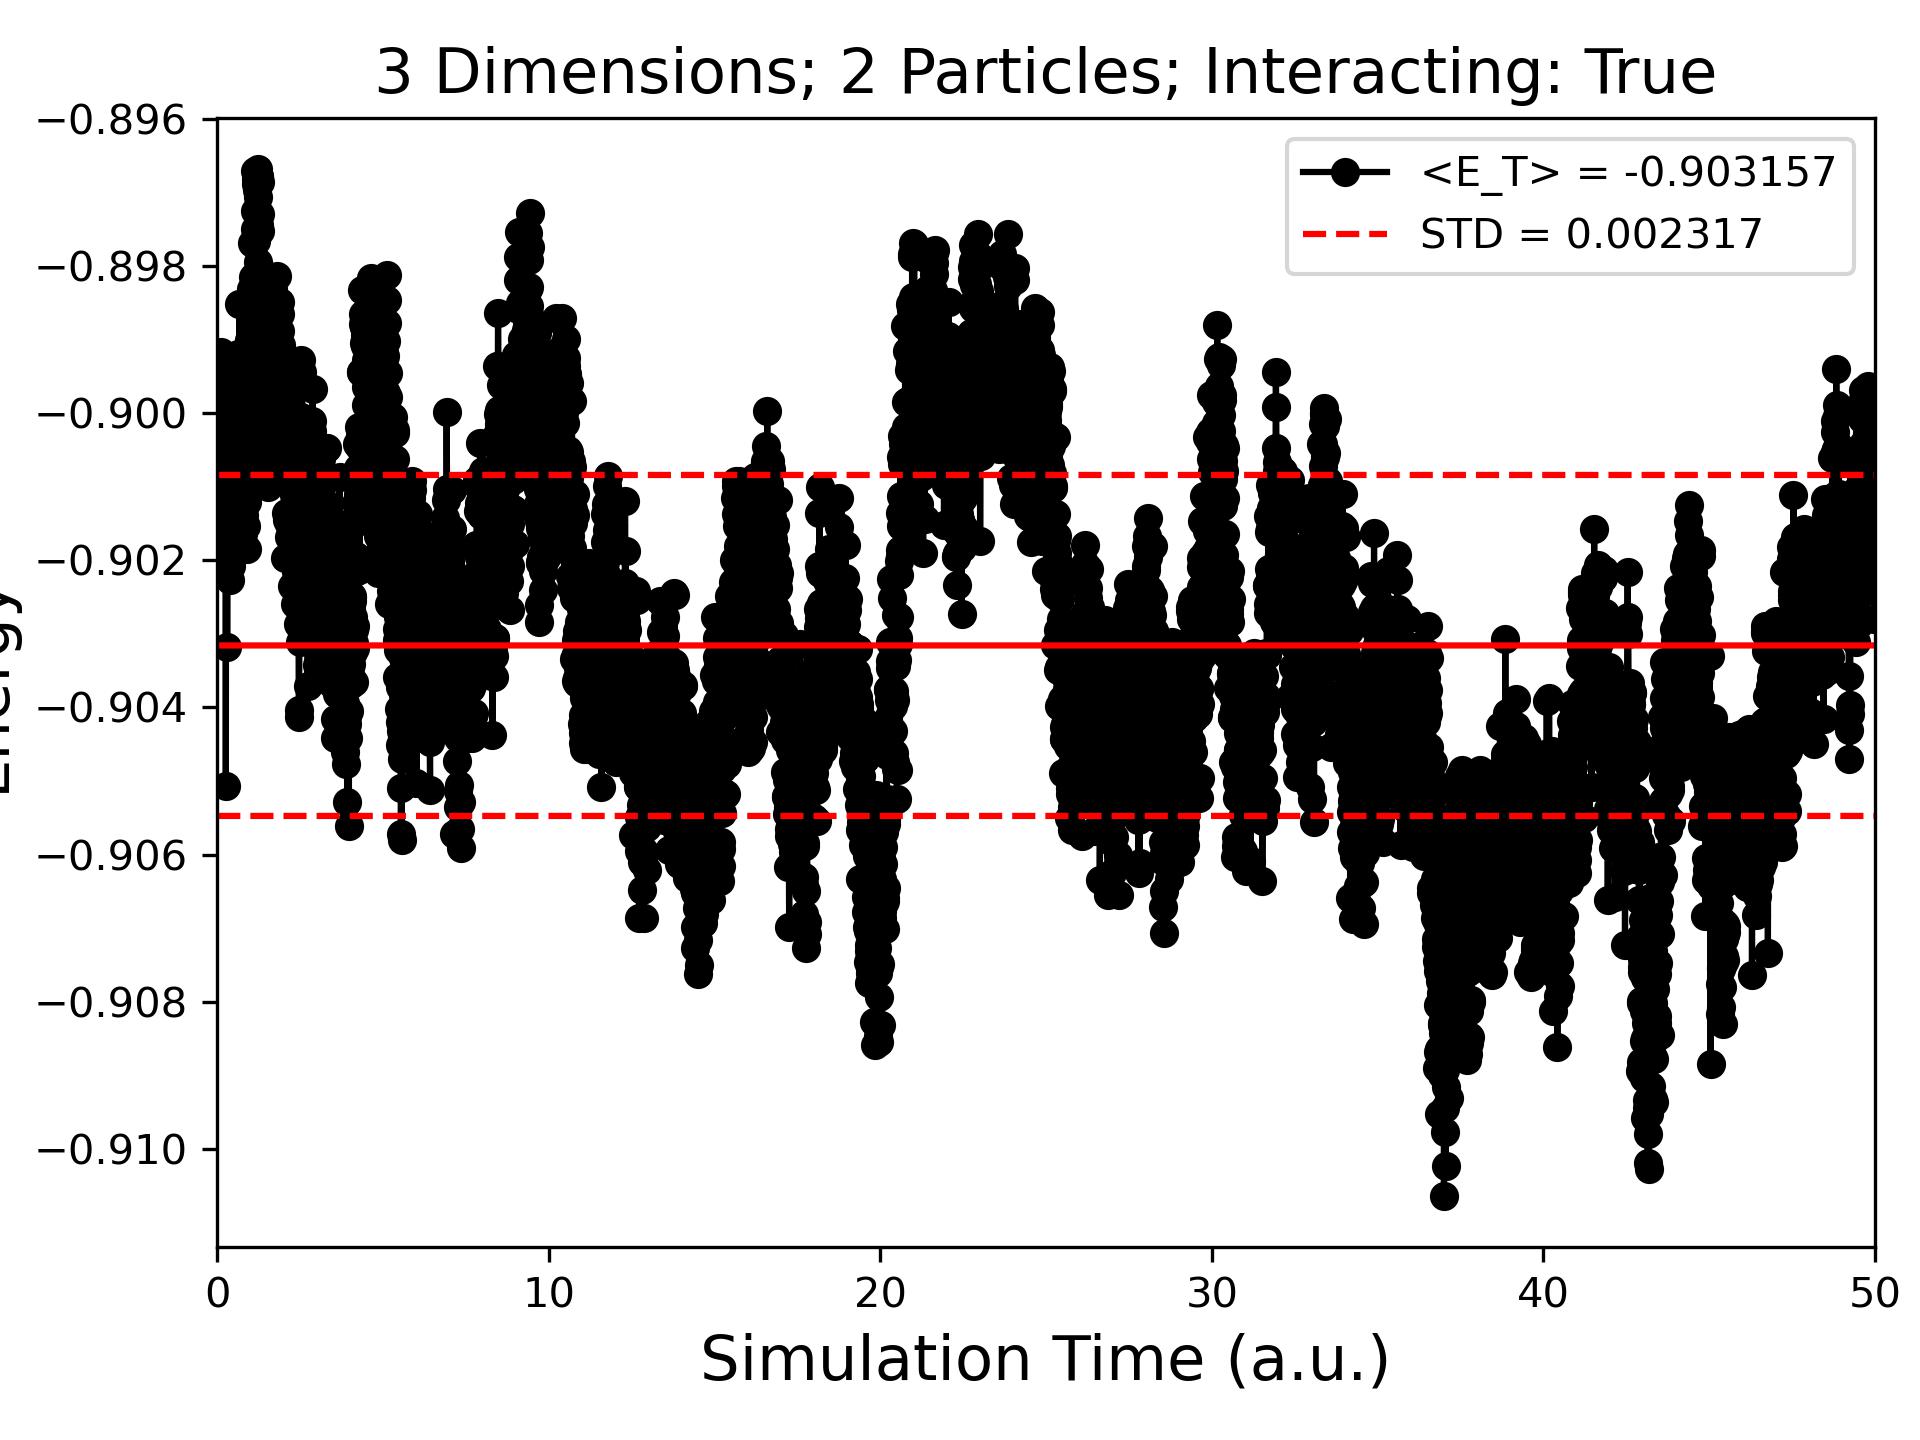 3 Dimensions; 2 Particles; Interacting: True
−0.896
−0.898
−0.900
−0.902
−0.904
−0.906
−0.908
−0.910
<E_T> = -0.903157
STD = 0.002317
0 10 20 30 40 50
Simulation Time (a.u.)